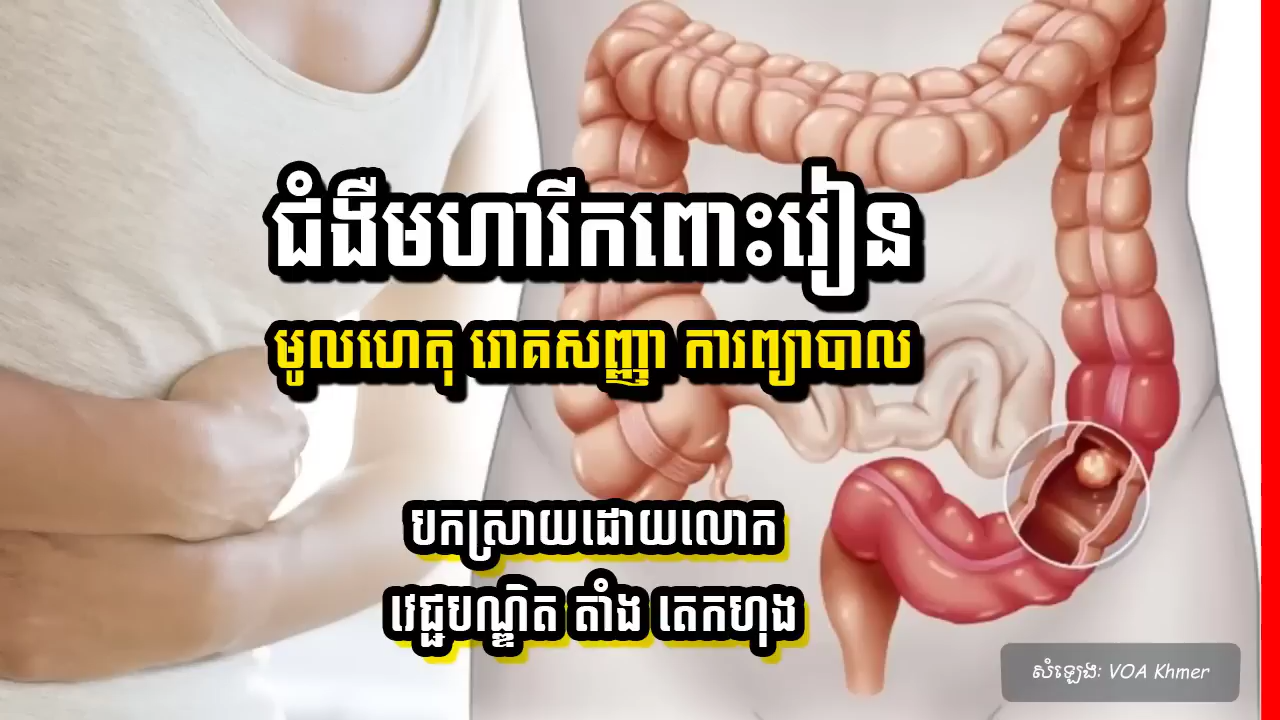 ជំងឺមហារីកពោះវៀន
មូលហេតុ រោគសញ្ញា ការព្យាបាល
បកស្រាយដោយលោក
វេជ្ជបណ្ឌិត តាំង តេកហុង
សំឡេង: VOA Khmer